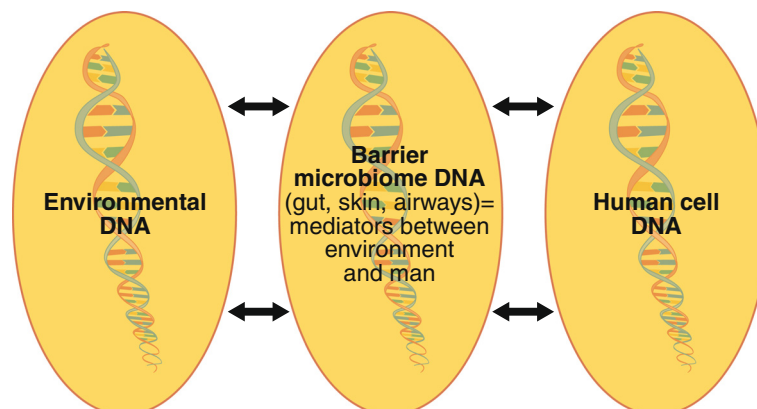 Environmental
DNA
Barrier
microbiome DNA
(gut, skin, airways)=
mediators between
environment
and man
Human cell
DNA